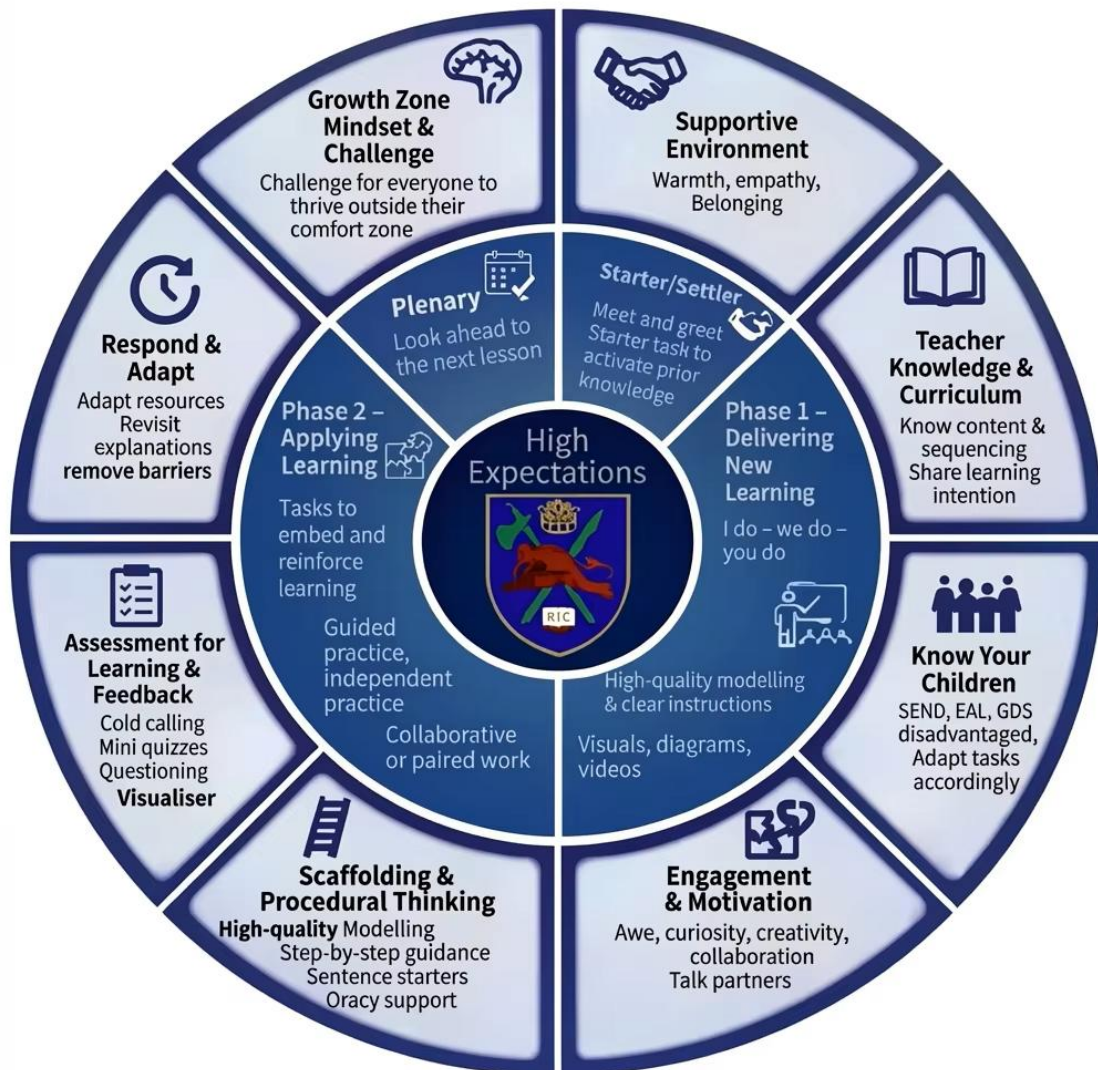 Growth Zone
Mindset &
Challenge
Challenge for everyone to
thrive outside their
comfort zone
Supportive
Environment
Warmth, empathy,
Belonging
Teacher
Knowledge &
Curriculum
Know content &
sequencing
Share learning
intention
Know Your
Children
SEND, EAL, GDS
disadvantaged,
Adapt tasks
accordingly
Engagement
& Motivation
Awe, curiosity, creativity,
collaboration
Talk partners
Scaffolding &
Procedural Thinking
High-quality Modelling
Step-by-step guidance
Sentence starters
Oracy support
Assessment for
Learning &
Feedback
Cold calling
Mini quizzes
Questioning
Visualiser
Respond &
Adapt
Adapt resources
Revisit
explanations
remove barriers
Starter/Settler
Meet and greet
Starter task to
activate prior
knowledge
Phase 1 –
Delivering
New
Learning
I do – we do –
you do
High-quality modelling
& clear instructions
Visuals, diagrams,
videos
Phase 2 –
Applying
Learning
Tasks to
embed and
reinforce
learning
Guided
practice,
independent
practice
Collaborative
or paired work
Plenary
Look ahead to
the next lesson
High
Expectations
RIC